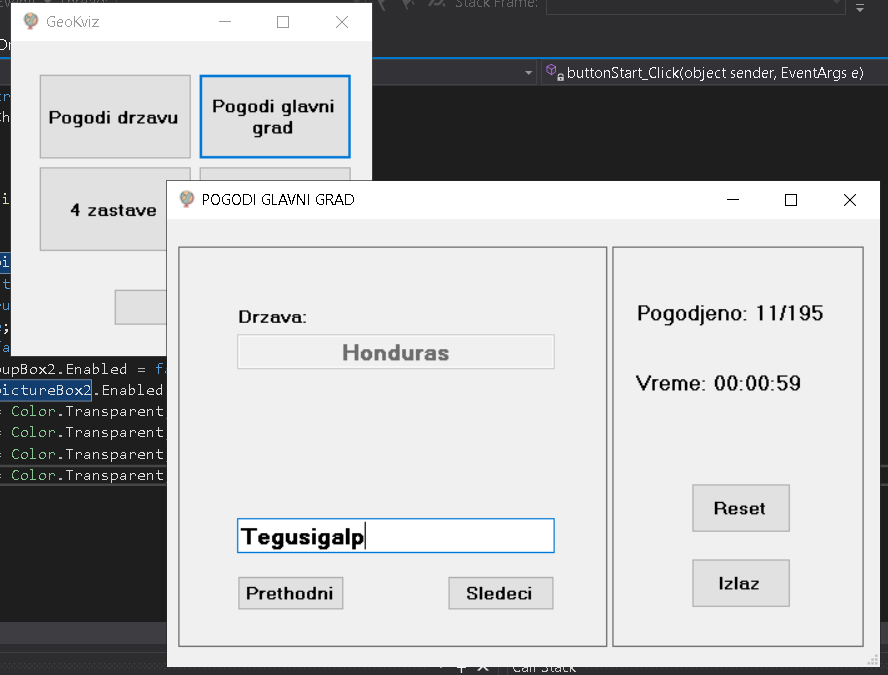 Stack Frame:
GeoKviz
buttonStart_Click(object sender, EventArgs e)
Pogodi drzavu
Pogodi glavni
grad
4 zastave
POGODI GLAVNI GRAD
Drzava:
Honduras
Tegusigalp
Prethodni
Sledeci
Pogodjeno: 11/195
Vreme: 00:00:59
Reset
Izlaz
upBox2.Enabled = f
pictureBox2.Enabled
= Color.Transparent
= Color.Transparent
= Color.Transparent
= Color.Transparent
Call Stack